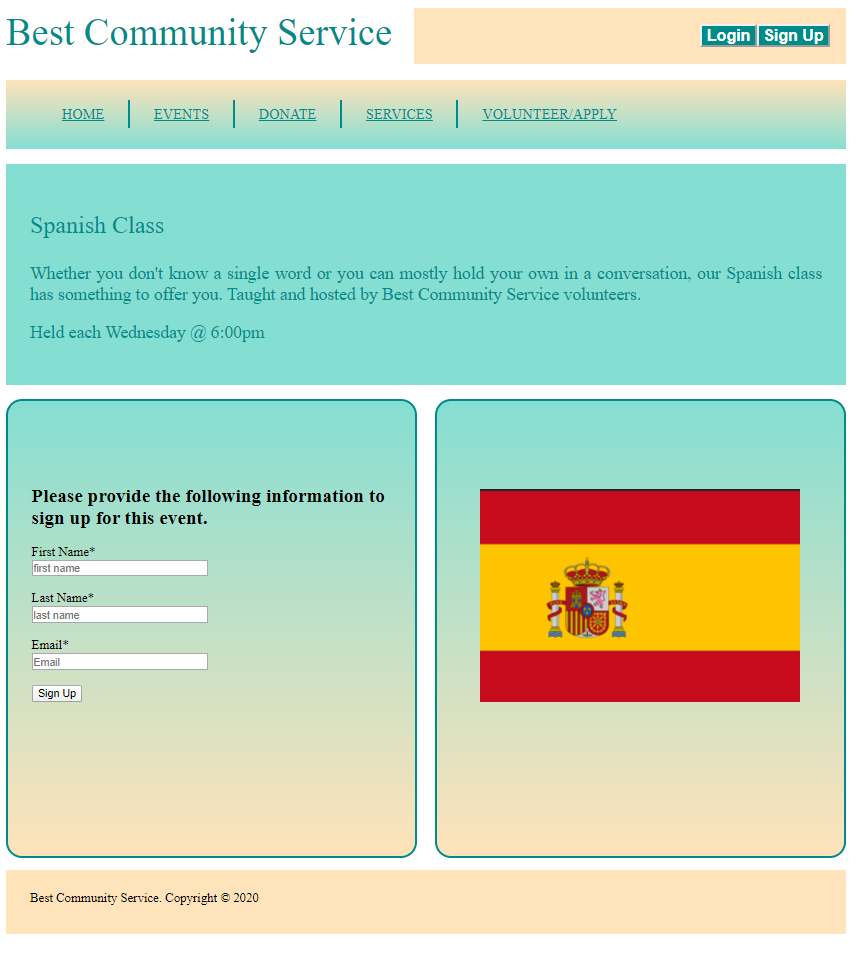 Best Community Service
Login Sign Up
HOME EVENTS DONATE SERVICES VOLUNTEER/APPLY
Spanish Class
Whether you don't know a single word or you can mostly hold your own in a conversation, our Spanish class
has something to offer you. Taught and hosted by Best Community Service volunteers.
Held each Wednesday @ 6:00pm
Please provide the following information to
sign up for this event.
First Name*
first name
Last Name*
last name
Email*
Email
Sign Up
Best Community Service. Copyright © 2020